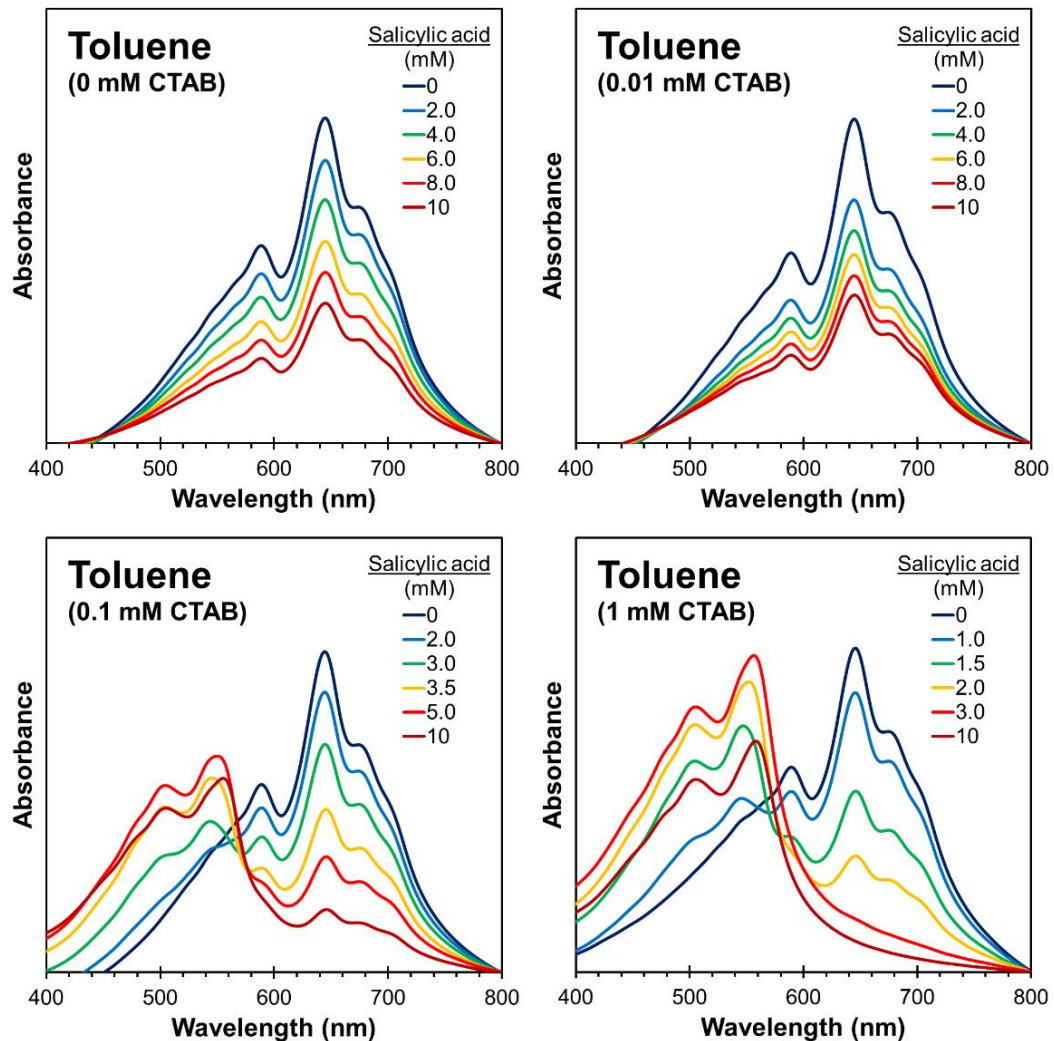 Toluene
(0 mM CTAB)
Salicylic acid
(mM)
0
2.0
4.0
6.0
8.0
10
Absorbance
400 500 600 700 800
Wavelength (nm)
Toluene
(0.01 mM CTAB)
Salicylic acid
(mM)
0
2.0
4.0
6.0
8.0
10
Absorbance
400 500 600 700 800
Wavelength (nm)
Toluene
(0.1 mM CTAB)
Salicylic acid
(mM)
0
2.0
3.0
3.5
5.0
10
Absorbance
400 500 600 700 800
Wavelength (nm)
Toluene
(1 mM CTAB)
Salicylic acid
(mM)
0
1.0
1.5
2.0
3.0
10
Absorbance
400 500 600 700 800
Wavelength (nm)